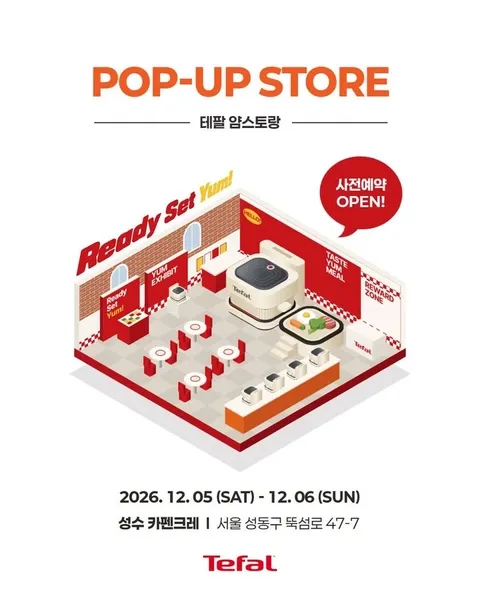 POP-UP STORE
테팔 얌스토랑
사전예약
OPEN!
Ready Set Yum!
HELLO
Ready
Set
Yum!
YUM
EXHIBIT
Tefal
TASTE
YUM
MEAL
REWARD
ZONE
Tefal
2026. 12. 05 (SAT) - 12. 06 (SUN)
성수 카펜크레 I 서울 성동구 뚝섬로 47-7
Tefal